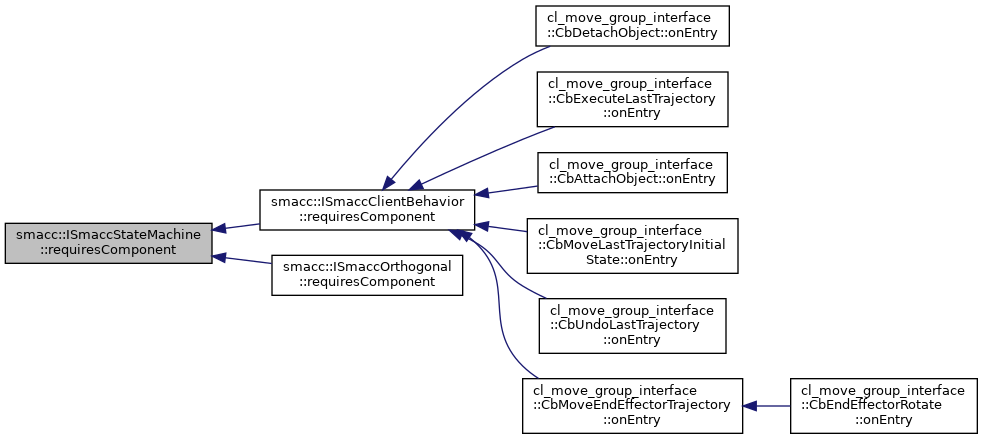 cl_move_group_interface
::CbDetachObject::onEntry
cl_move_group_interface
::CbExecuteLastTrajectory
::onEntry
cl_move_group_interface
::CbAttachObject::onEntry
smacc::ISmaccClientBehavior
::requiresComponent
smacc::ISmaccStateMachine
::requiresComponent
cl_move_group_interface
::CbMoveLastTrajectoryInitial
State::onEntry
smacc::ISmaccOrthogonal
::requiresComponent
cl_move_group_interface
::CbUndoLastTrajectory
::onEntry
cl_move_group_interface
::CbMoveEndEffectorTrajectory
::onEntry
cl_move_group_interface
::CbEndEffectorRotate
::onEntry